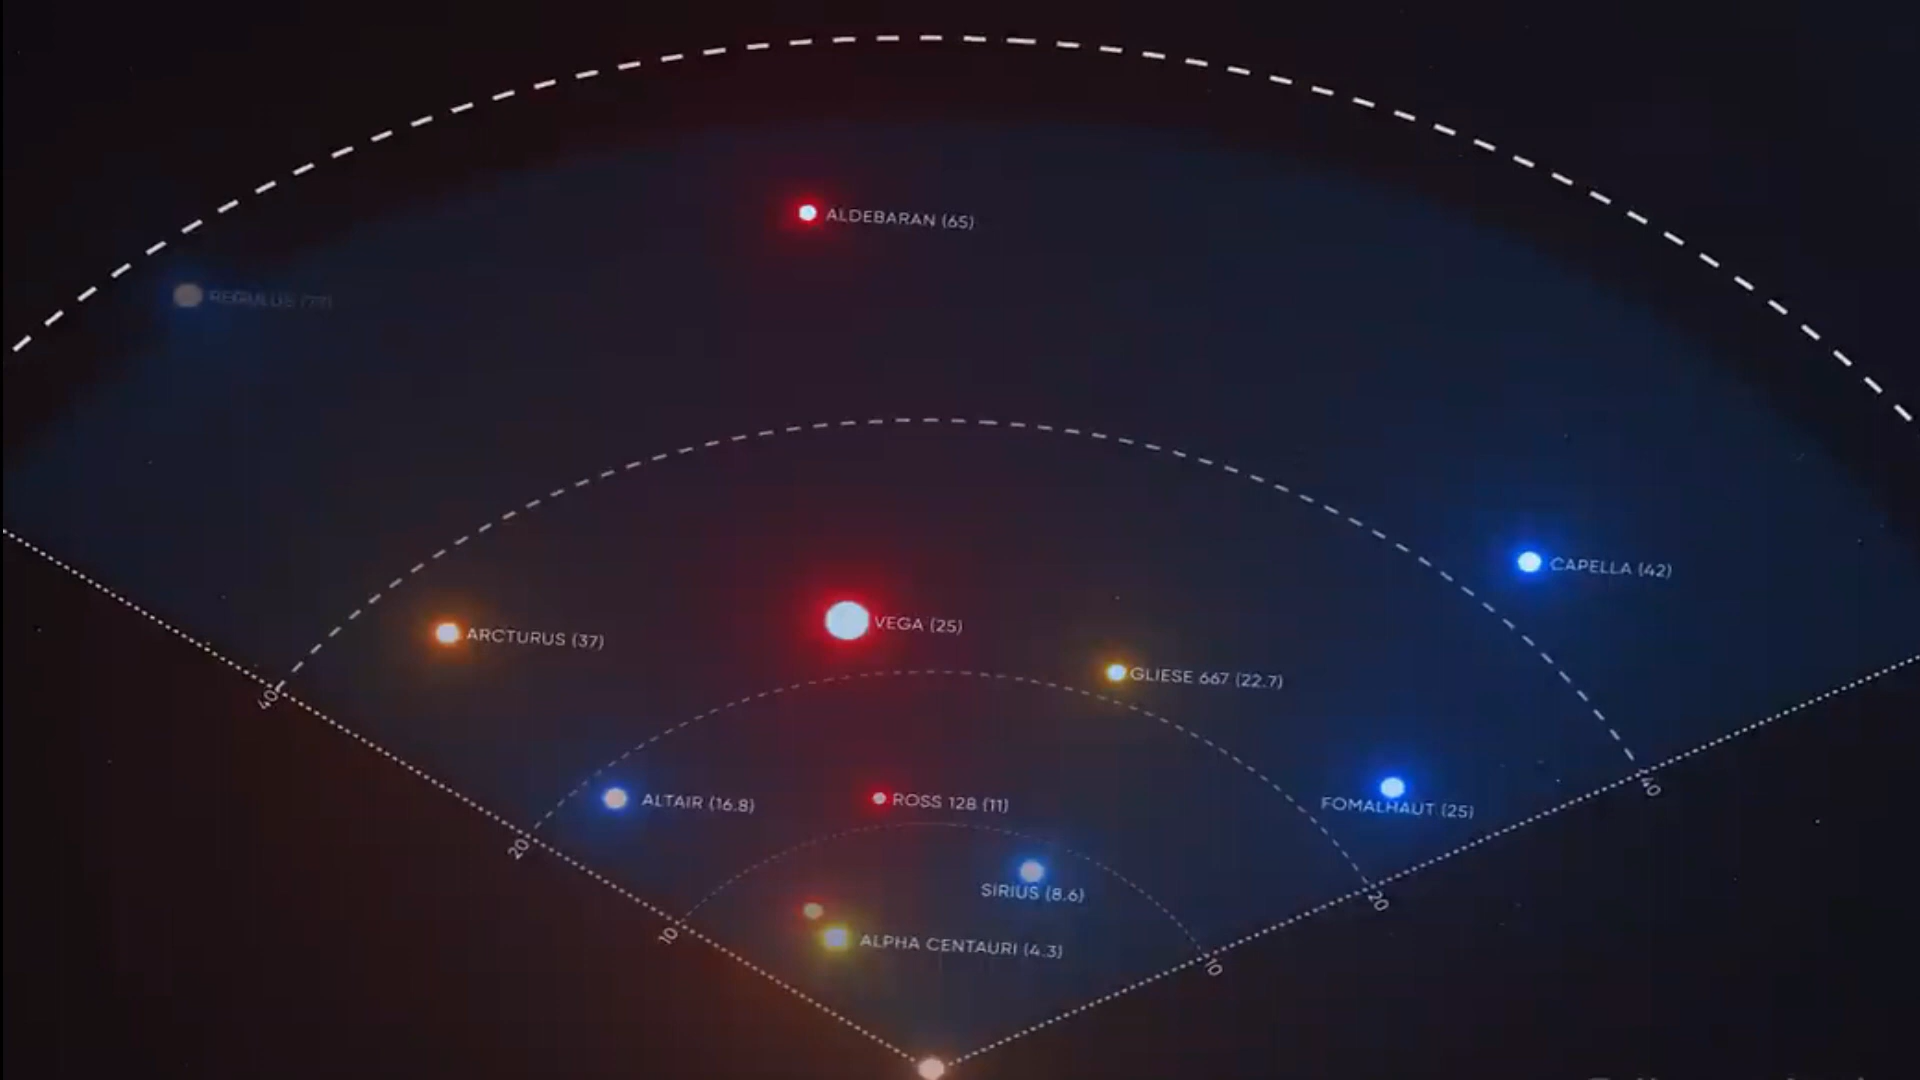 ALDEBARAN (65)
REGULUS
CAPELLA (42)
VEGA (25)
ARCTURUS (37)
GLIESE 667 (22.7)
40
40
ALTAIR (16.8)
ROSS 128 (11)
FOMALHAUT (25)
20
SIRIUS (8.6)
20
10
ALPHA CENTAURI (4.3)
10